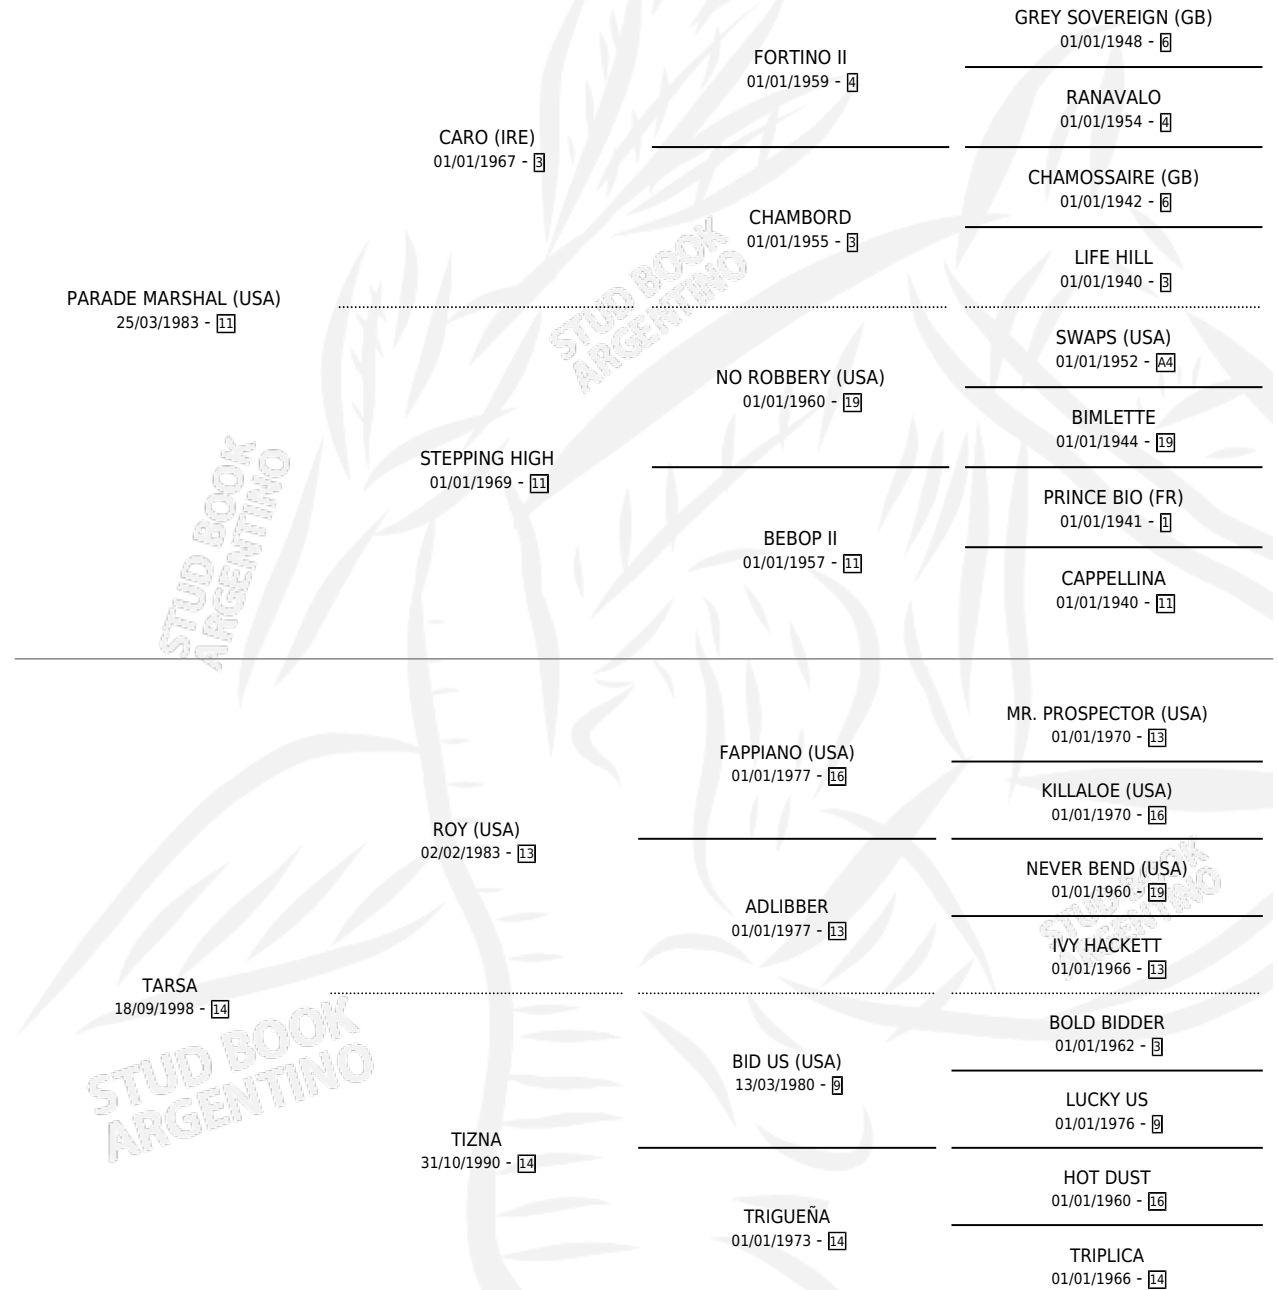 GREY SOVEREIGN (GB)
01/01/1948 - 6
FORTINO II
01/01/1959 - 4
RANAVALO
01/01/1954 - 4
CARO (IRE)
01/01/1967 - 3
CHAMOSSAIRE (GB)
01/01/1942 - 6
CHAMBORD
01/01/1955 - 3
LIFE HILL
01/01/1940 - 3
PARADE MARSHAL (USA)
25/03/1983 - 11
STUD BOOK
ARGENTINO
SWAPS (USA)
01/01/1952 - A4
NO ROBBERY (USA)
01/01/1960 - 19
BIMLETTE
01/01/1944 - 19
STEPPING HIGH
01/01/1969 - 11
PRINCE BIO (FR)
01/01/1941 - 1
BEBOP II
01/01/1957 - 11
CAPPELLINA
01/01/1940 - 11
STUD BOOK
ARGENTINO
MR. PROSPECTOR (USA)
01/01/1970 - 13
FAPPIANO (USA)
01/01/1977 - 16
KILLALOE (USA)
01/01/1970 - 16
ROY (USA)
02/02/1983 - 13
NEVER BEND (USA)
01/01/1960 - 19
ADLIBBER
01/01/1977 - 13
STUD BOOK
ARGENTINO
IVY HACKETT
01/01/1966 - 13
TARSA
18/09/1998 - 14
STUD BOOK
ARGENTINO
BOLD BIDDER
01/01/1962 - 3
BID US (USA)
13/03/1980 - 9
LUCKY US
01/01/1976 - 9
TIZNA
31/10/1990 - 14
HOT DUST
01/01/1960 - 16
TRIGUEÑA
01/01/1973 - 14
TRIPLICA
01/01/1966 - 14